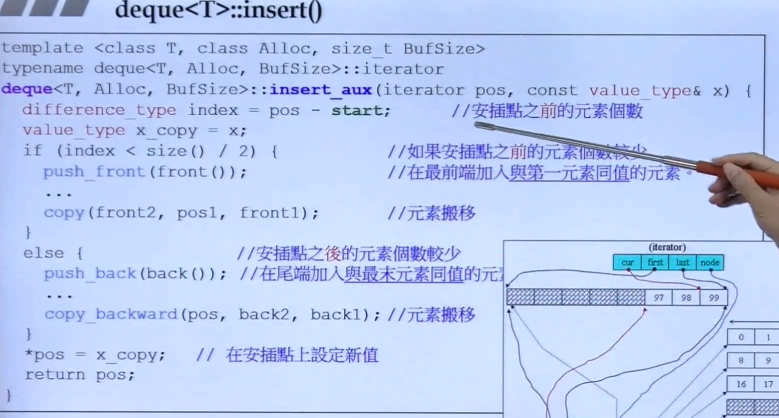 deque<T>::insert()
template <class T, class Alloc, size_t BufSize>
typename deque<T, Alloc, BufSize>::iterator
deque<T, Alloc, BufSize>::insert_aux(iterator pos, const value_type& x) {
difference_type index = pos - start; //安插點之前的元素個數
value_type x_copy = x;
if (index < size() / 2) { //如果安插點之前的元素個數較少
push_front(front()); //在最前端加入與第一元素同值的元素。
...
copy(front2, pos1, front1); //元素搬移
}
else { //安插點之後的元素個數較少
push_back(back()); //在尾端加入與最末元素同值的元
...
copy_backward(pos, back2, back1); //元素搬移
}
*pos = x_copy; // 在安插點上設定新值
return pos;
}
(iterator)
cur first last node
97 98 99
0 1
8 9
16 17